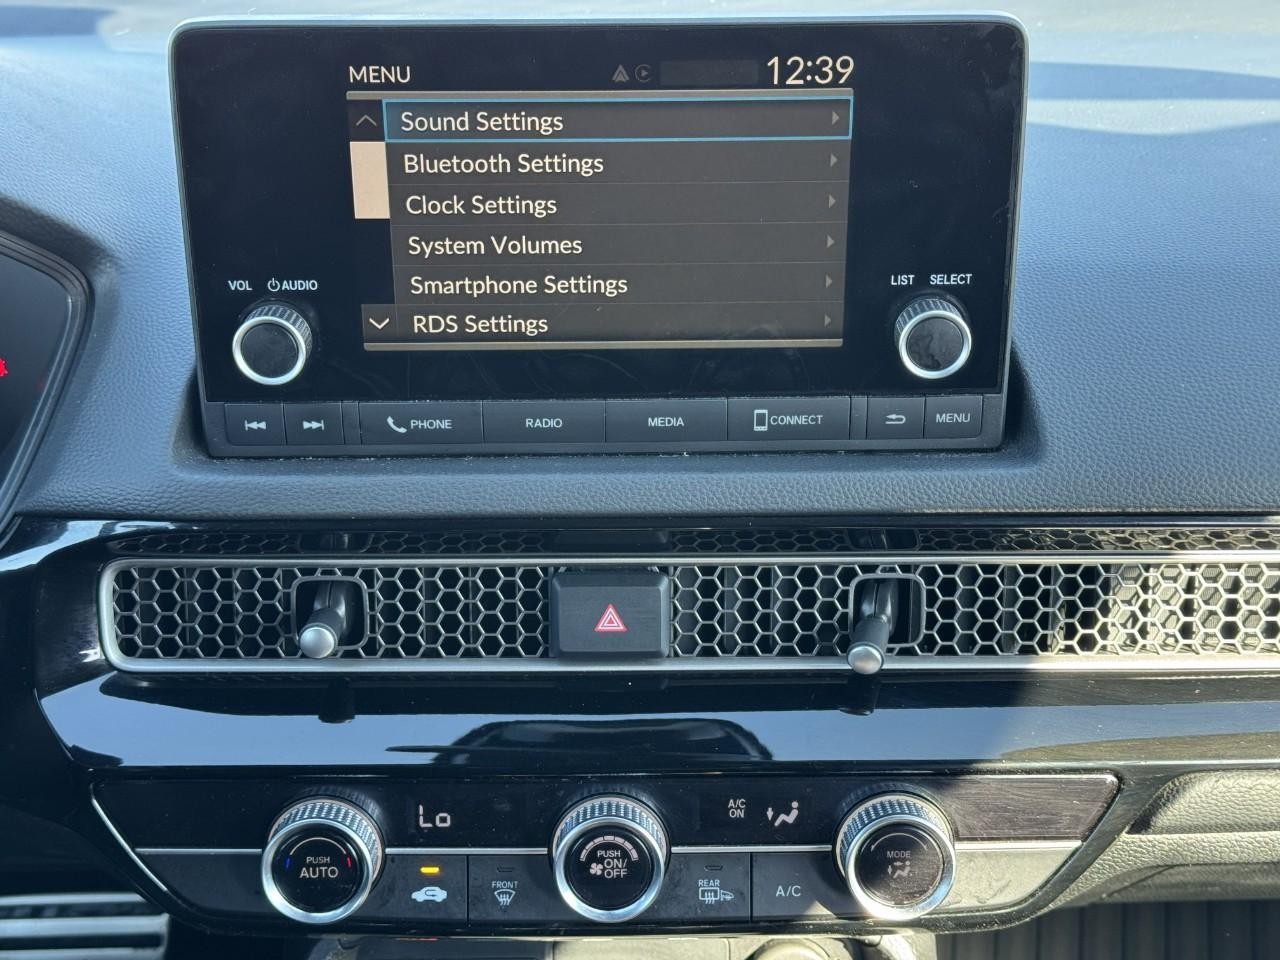 MENU 12:39
Sound Settings
Bluetooth Settings
Clock Settings
System Volumes
Smartphone Settings
RDS Settings
VOL AUDIO
LIST SELECT
PHONE RADIO MEDIA CONNECT MENU
Lo
A/C
ON
PUSH
AUTO
FRONT
PUSH
ON/
OFF
REAR
A/C
MODE